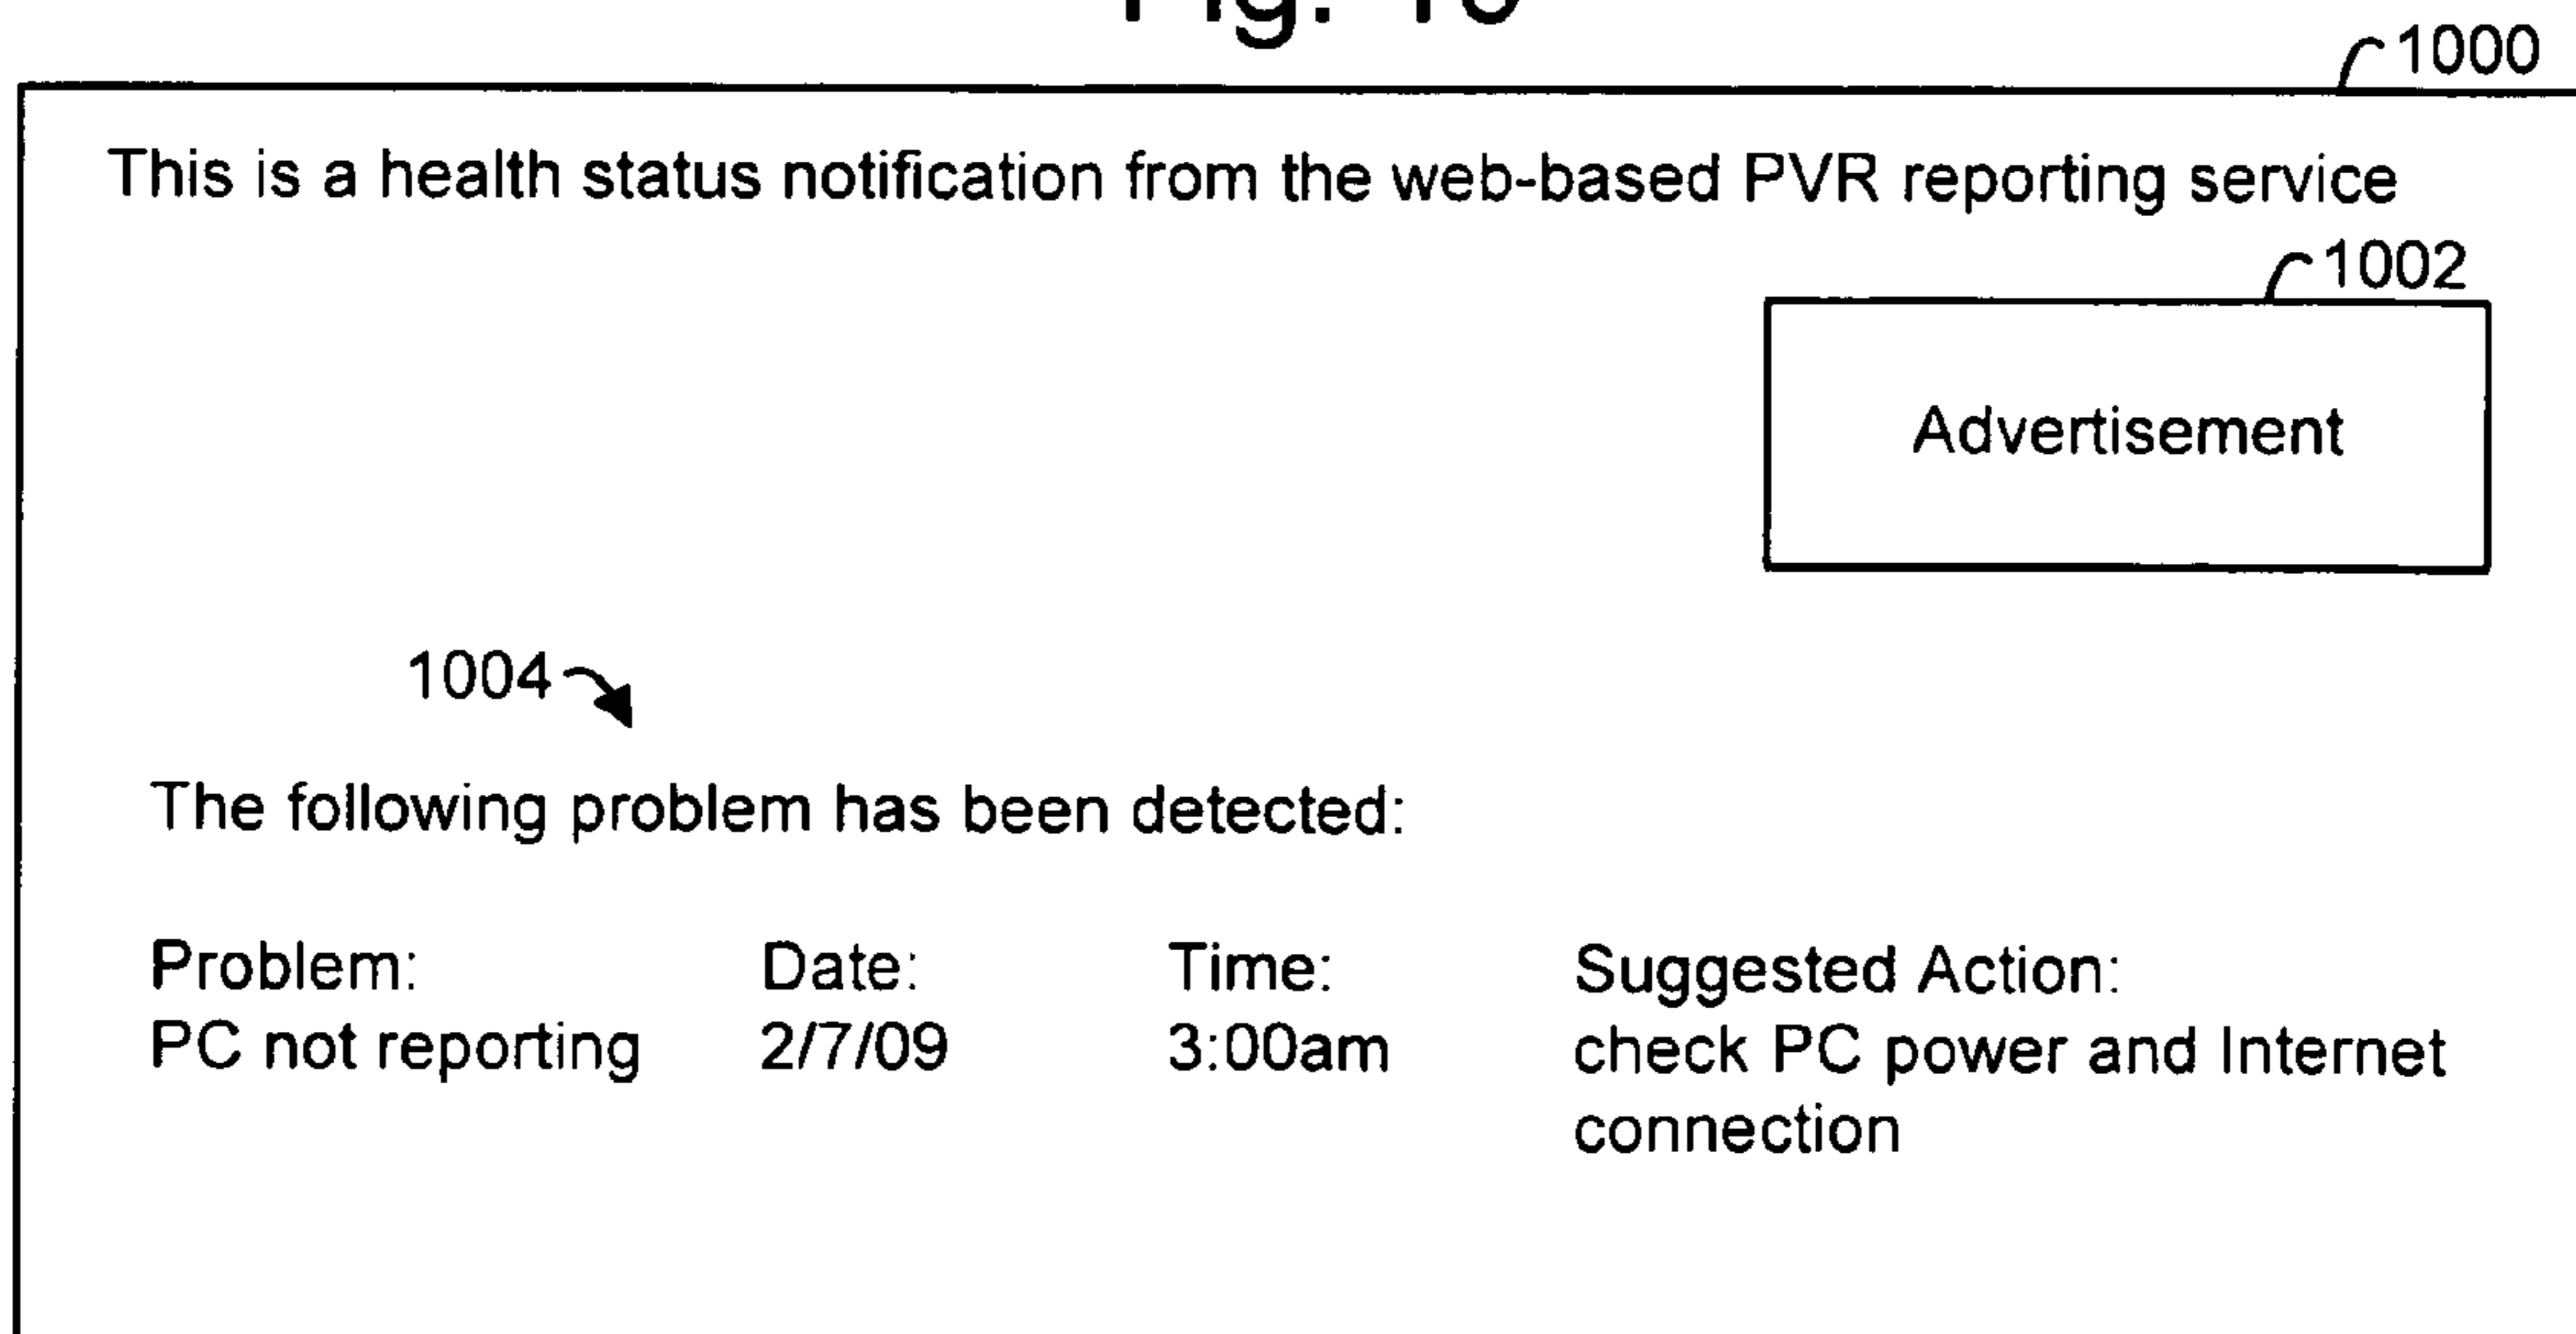 Fig. 10
1000
This is a health status notification from the web-based PVR reporting service
1002
Advertisement
1004
The following problem has been detected:
Problem: Date: Time: Suggested Action:
PC not reporting 2/7/09 3:00am check PC power and Internet
connection